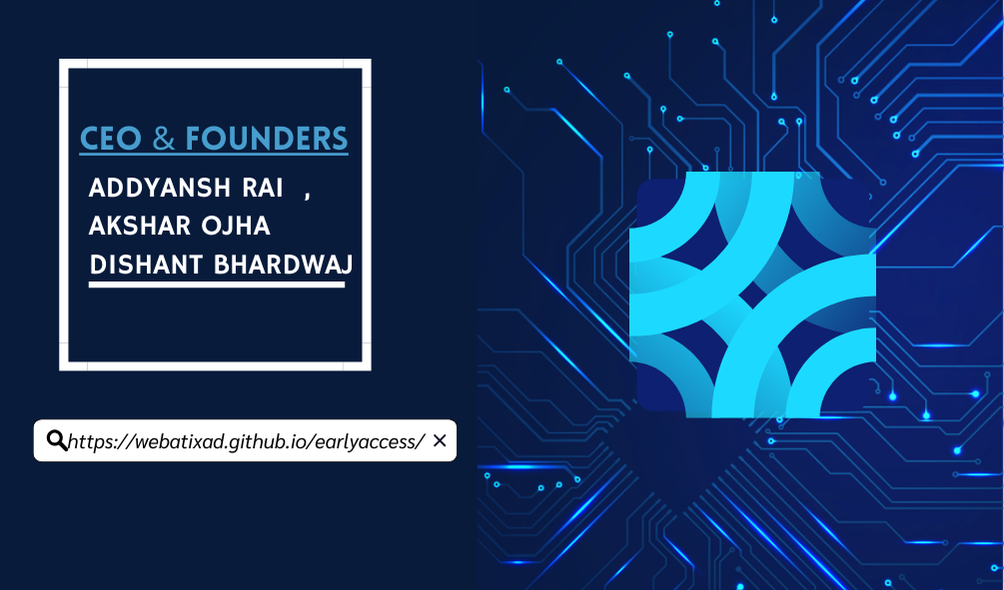 CEO & FOUNDERS
ADDYANSH RAI ,
AKSHAR OJHA
DISHANT BHARDWAJ
https://webatixad.github.io/earlyaccess/